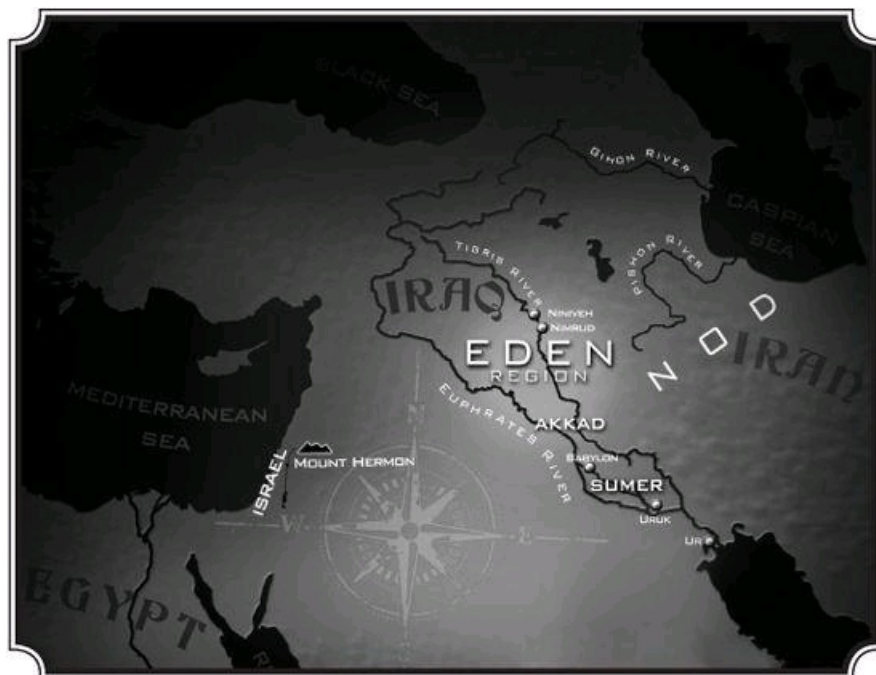 BLACK SEA
GIHON RIVER
CASPIAN
SEA
TIGRIS RIVER
PISHON RIVER
IRAQ
NINIVEH
NIMRUD
NOD
IRAN
EDEN
REGION
MEDITERRANEAN
SEA
EUPHRATES RIVER
AKKAD
N
ISRAEL
MOUNT HERMON
BABYLON
SUMER
URUK
W
E
UR
EGYPT